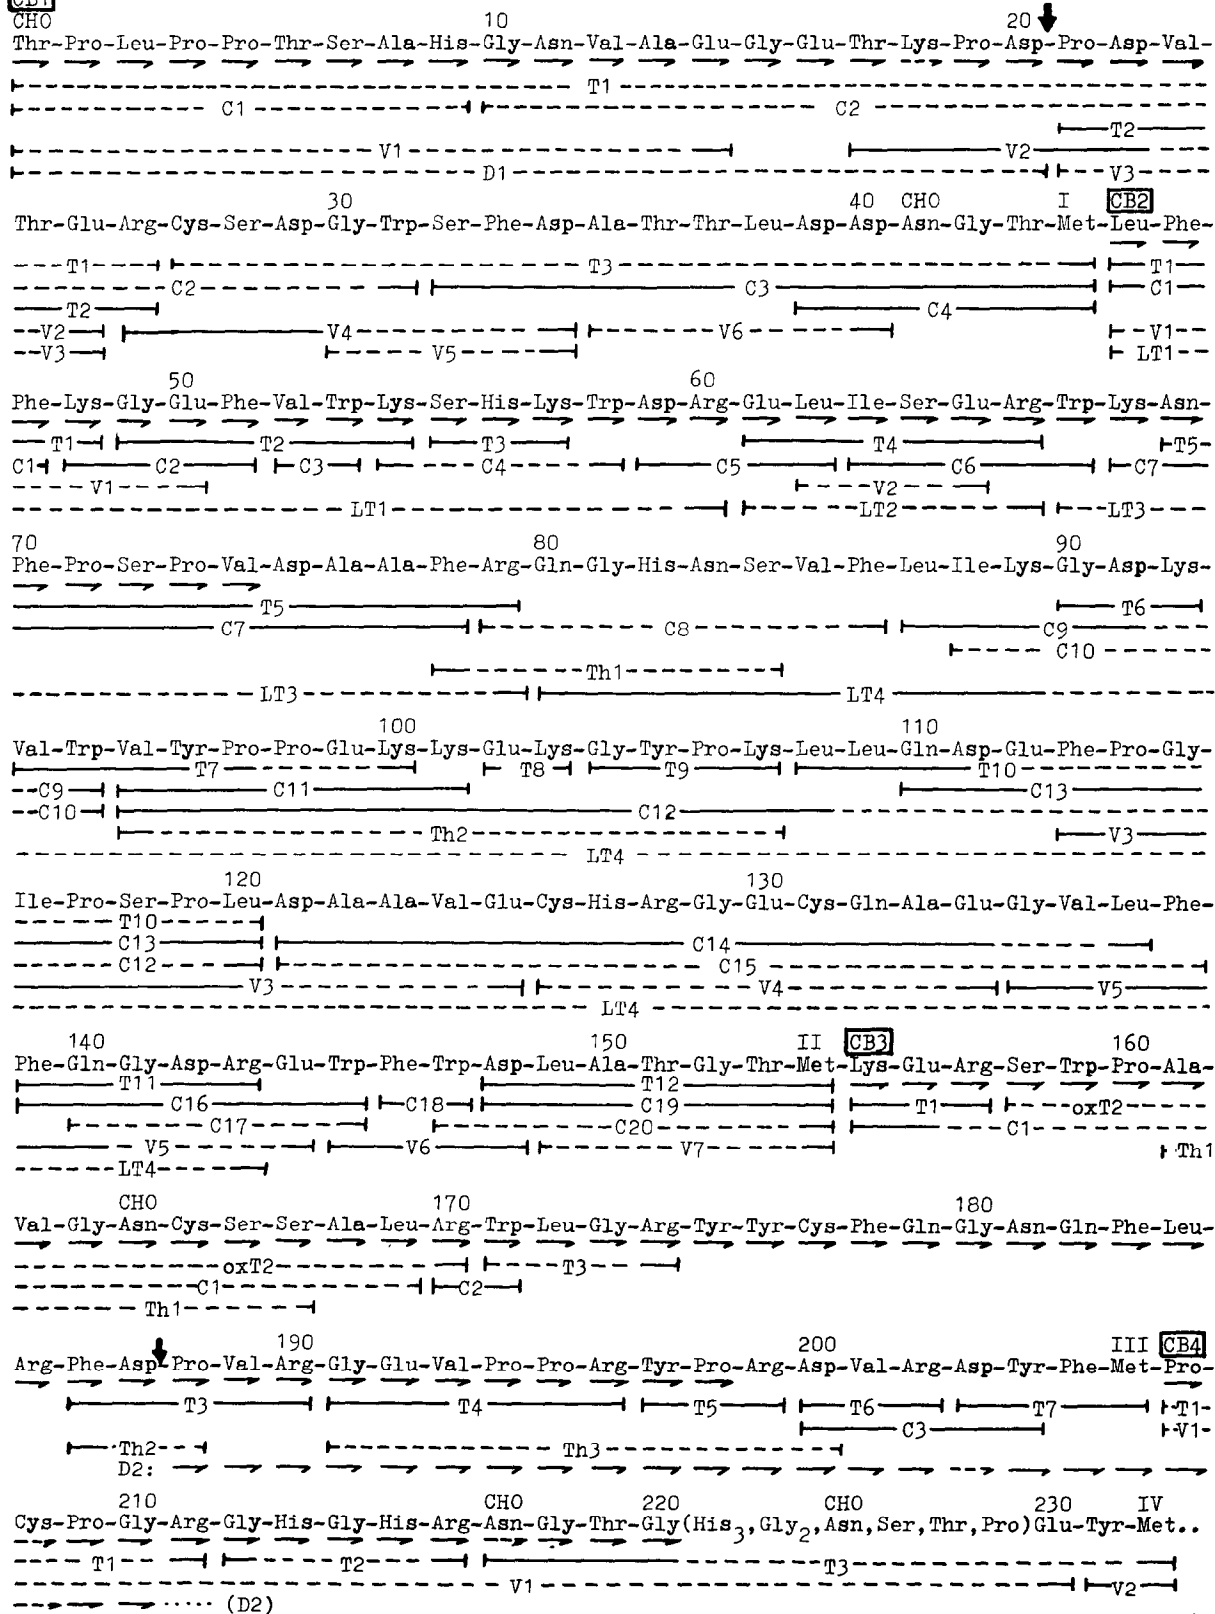 CB1
CHO 10 20
Thr-Pro-Leu-Pro-Pro-Thr-Ser-Ala-His-Gly-Asn-Val-Ala-Glu-Gly-Glu-Thr-Lys-Pro-Asp-Pro-Asp-Val-
T1
C1 C2
T2
V1 V2
D1 V3
30 40 CHO I CB2
Thr-Glu-Arg-Cys-Ser-Asp-Gly-Trp-Ser-Phe-Asp-Ala-Thr-Thr-Leu-Asp-Asp-Asn-Gly-Thr-Met-Leu-Phe-
T1 T3 T1
C2 C3 C1
T2 C4
V2 V4 V6 V1
V3 V5 LT1
50 60
Phe-Lys-Gly-Glu-Phe-Val-Trp-Lys-Ser-His-Lys-Trp-Asp-Arg-Glu-Leu-Ile-Ser-Glu-Arg-Trp-Lys-Asn-
T1 T2 T3 T4 T5
C1 C2 C3 C4 C5 C6 C7
V1 V2
LT1 LT2 LT3
70 80 90
Phe-Pro-Ser-Pro-Val-Asp-Ala-Ala-Phe-Arg-Gln-Gly-His-Asn-Ser-Val-Phe-Leu-Ile-Lys-Gly-Asp-Lys-
T5 T6
C7 C8 C9
C10
Th1
LT3 LT4
100 110
Val-Trp-Val-Tyr-Pro-Pro-Glu-Lys-Lys-Glu-Lys-Gly-Tyr-Pro-Lys-Leu-Leu-Gln-Asp-Glu-Phe-Pro-Gly-
T7 T8 T9 T10
C9 C11 C13
C10 C12
Th2 V3
LT4
120 130
Ile-Pro-Ser-Pro-Leu-Asp-Ala-Ala-Val-Glu-Cys-His-Arg-Gly-Glu-Cys-Gln-Ala-Glu-Gly-Val-Leu-Phe-
T10
C13 C14
C12 C15
V3 V4 V5
LT4
140 150 II CB3 160
Phe-Gln-Gly-Asp-Arg-Glu-Trp-Phe-Trp-Asp-Leu-Ala-Thr-Gly-Thr-Met-Lys-Glu-Arg-Ser-Trp-Pro-Ala-
T11 T12 T1 oxT2
C16 C18 C19 C1
C17 C20
V5 V6 V7 Th1
LT4
CHO 170 180
Val-Gly-Asn-Cys-Ser-Ser-Ala-Leu-Arg-Trp-Leu-Gly-Arg-Tyr-Tyr-Cys-Phe-Gln-Gly-Asn-Gln-Phe-Leu-
oxT2 T3
C1 C2
Th1
190 200 III CB4
Arg-Phe-Asp-Pro-Val-Arg-Gly-Glu-Val-Pro-Pro-Arg-Tyr-Pro-Arg-Asp-Val-Arg-Asp-Tyr-Phe-Met-Pro-
T3 T4 T5 T6 T7 T1
C3 V1
Th2 Th3
D2:
210 CHO 220 CHO 230 IV
Cys-Pro-Gly-Arg-Gly-His-Gly-His-Arg-Asn-Gly-Thr-Gly(His3,Gly2,Asn,Ser,Thr,Pro)Glu-Tyr-Met..
T1 T2 T3
V1 V2
(D2)